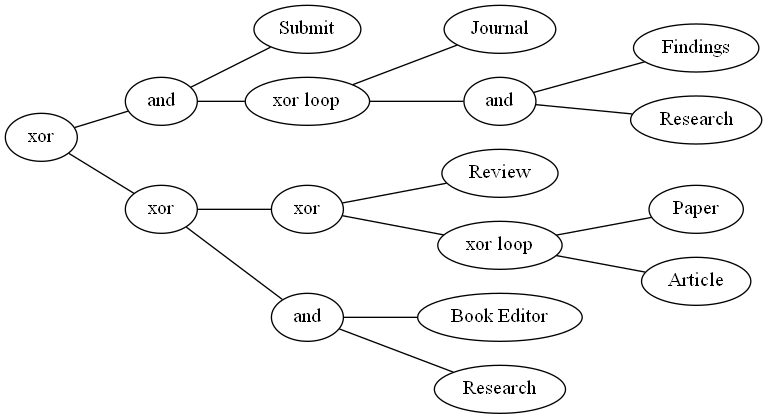 Submit
Journal
Findings
and
xor loop
and
Research
xor
Review
xor
xor
Paper
xor loop
Article
and
Book Editor
Research